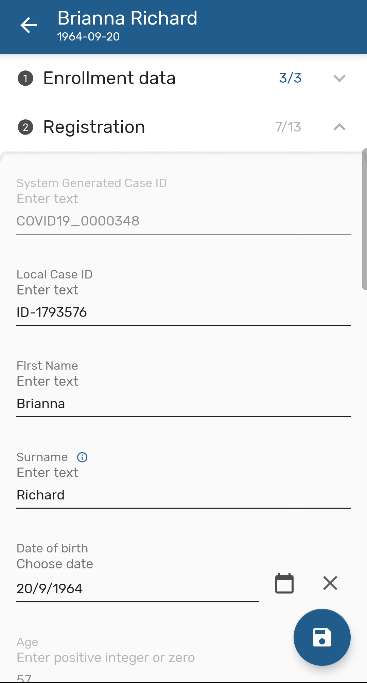 Brianna Richard
1964-09-20
1 Enrollment data 3/3
2 Registration 7/13
System Generated Case ID
Enter text
COVID19_0000348
Local Case ID
Enter text
ID-1793576
First Name
Enter text
Brianna
Surname
Enter text
Richard
Date of birth
Choose date
20/9/1964
Age
Enter positive integer or zero
57